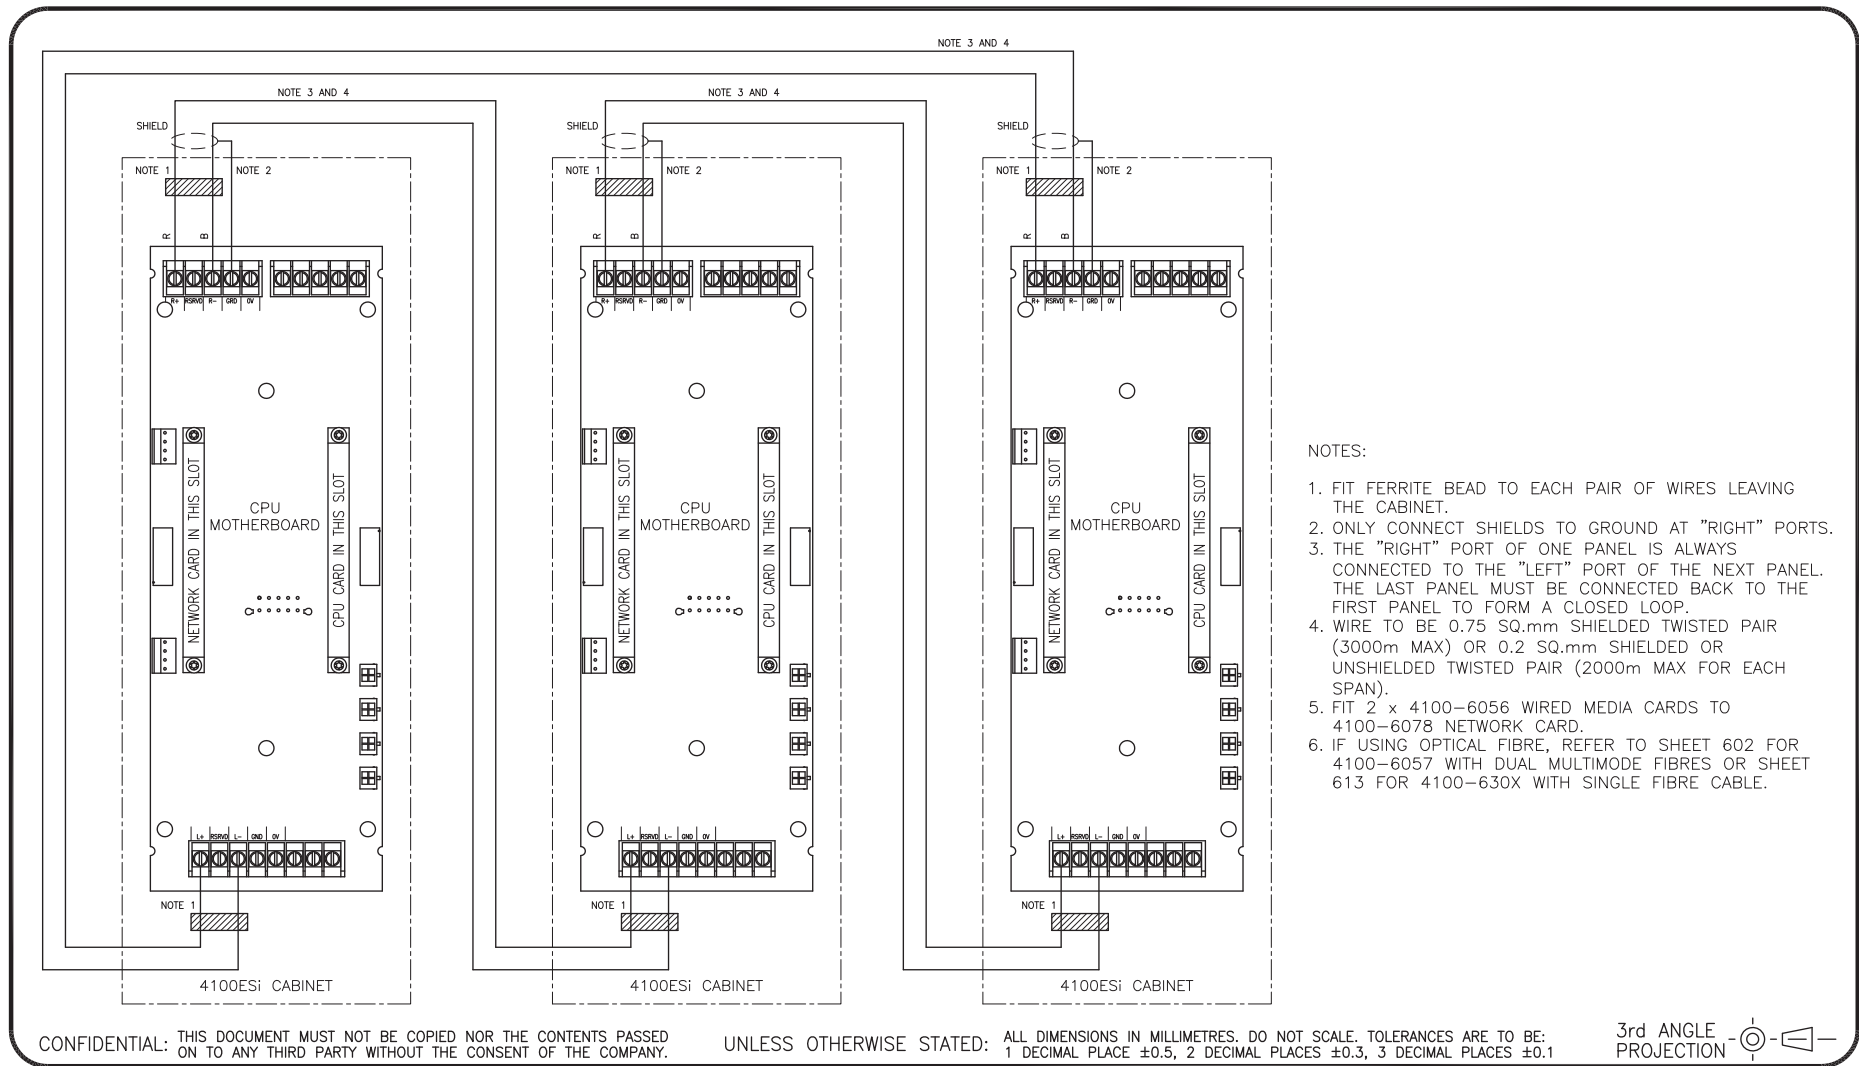 NOTE 3 AND 4
NOTE 3 AND 4
NOTE 3 AND 4
SHIELD
SHIELD
SHIELD
NOTE 1
NOTE 2
NOTE 1
NOTE 2
NOTE 1
NOTE 2
R
B
R
B
R
B
R+ RSRVD R- GRD 0V
R+ RSRVD R- GRD 0V
R+ RSRVD R- GRD 0V
NETWORK CARD IN THIS SLOT
CPU
MOTHERBOARD
CPU CARD IN THIS SLOT
NETWORK CARD IN THIS SLOT
CPU
MOTHERBOARD
CPU CARD IN THIS SLOT
NETWORK CARD IN THIS SLOT
CPU
MOTHERBOARD
CPU CARD IN THIS SLOT
L+ RSRVD L- GND 0V
L+ RSRVD L- GND 0V
L+ RSRVD L- GND 0V
NOTE 1
NOTE 1
NOTE 1
4100ESi CABINET
4100ESi CABINET
4100ESi CABINET
NOTES:
1. FIT FERRITE BEAD TO EACH PAIR OF WIRES LEAVING
THE CABINET.
2. ONLY CONNECT SHIELDS TO GROUND AT "RIGHT" PORTS.
3. THE "RIGHT" PORT OF ONE PANEL IS ALWAYS
CONNECTED TO THE "LEFT" PORT OF THE NEXT PANEL.
THE LAST PANEL MUST BE CONNECTED BACK TO THE
FIRST PANEL TO FORM A CLOSED LOOP.
4. WIRE TO BE 0.75 SQ.mm SHIELDED TWISTED PAIR
(3000m MAX) OR 0.2 SQ.mm SHIELDED OR
UNSHIELDED TWISTED PAIR (2000m MAX FOR EACH
SPAN).
5. FIT 2 x 4100-6056 WIRED MEDIA CARDS TO
4100-6078 NETWORK CARD.
6. IF USING OPTICAL FIBRE, REFER TO SHEET 602 FOR
4100-6057 WITH DUAL MULTIMODE FIBRES OR SHEET
613 FOR 4100-630X WITH SINGLE FIBRE CABLE.
CONFIDENTIAL: THIS DOCUMENT MUST NOT BE COPIED NOR THE CONTENTS PASSED
ON TO ANY THIRD PARTY WITHOUT THE CONSENT OF THE COMPANY.
UNLESS OTHERWISE STATED: ALL DIMENSIONS IN MILLIMETRES. DO NOT SCALE. TOLERANCES ARE TO BE:
1 DECIMAL PLACE ±0.5, 2 DECIMAL PLACES ±0.3, 3 DECIMAL PLACES ±0.1
3rd ANGLE
PROJECTION